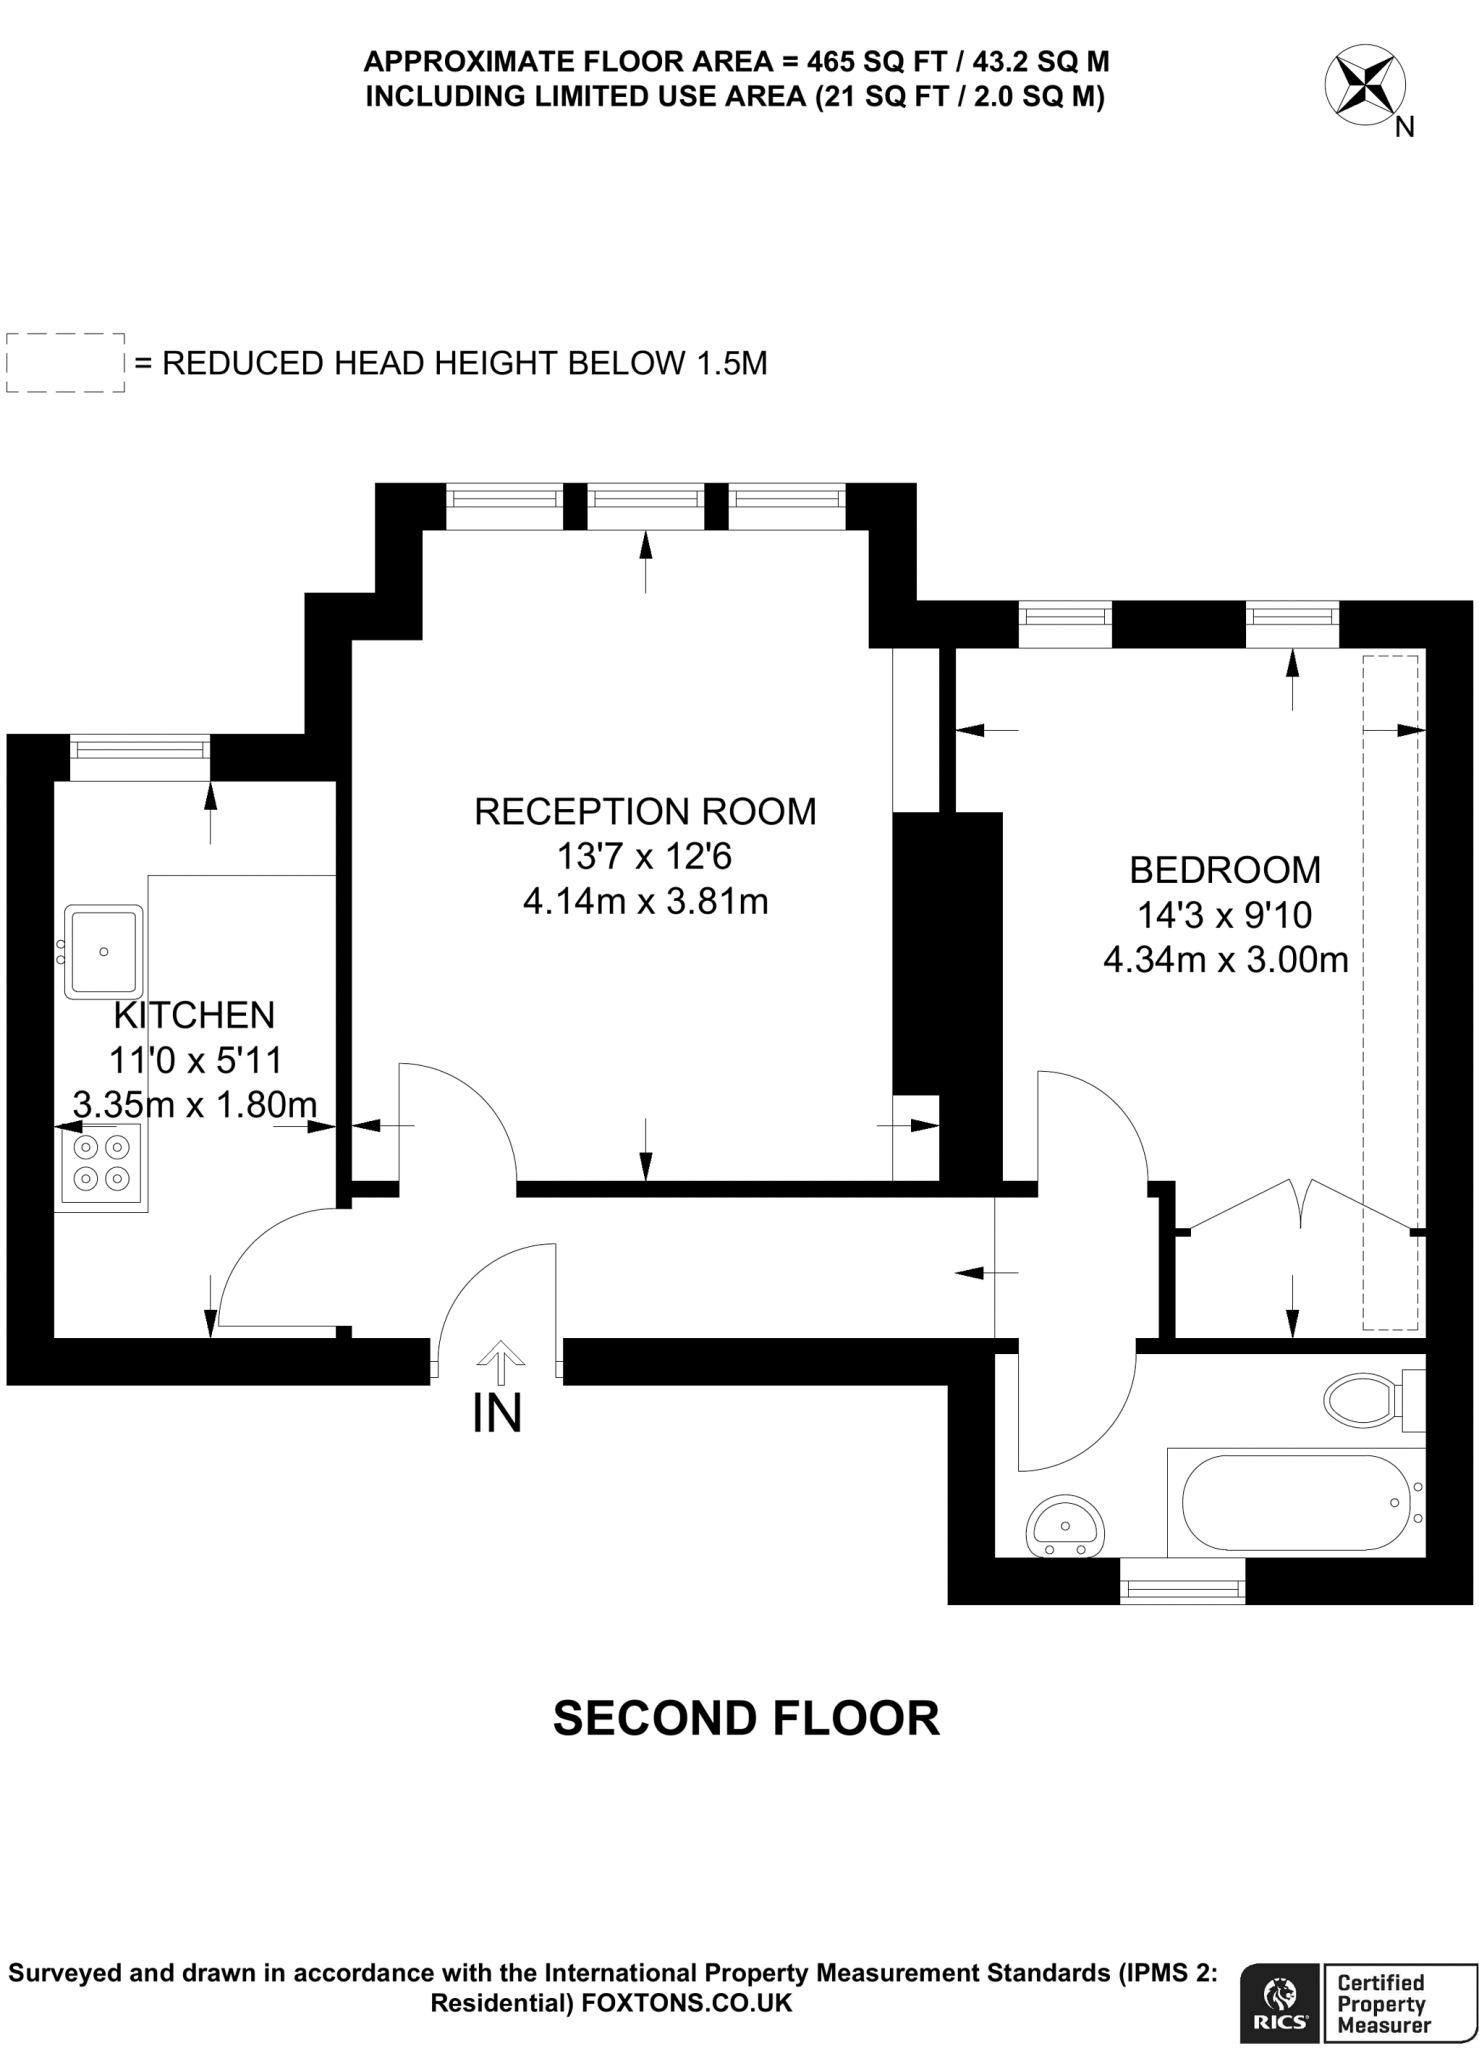 APPROXIMATE FLOOR AREA = 465 SQ FT / 43.2 SQ M
INCLUDING LIMITED USE AREA (21 SQ FT / 2.0 SQ M)
N
= REDUCED HEAD HEIGHT BELOW 1.5M
RECEPTION ROOM
13'7 x 12'6
4.14m x 3.81m
BEDROOM
14'3 x 9'10
4.34m x 3.00m
KITCHEN
11'0 x 5'11
3.35m x 1.80m
IN
SECOND FLOOR
Surveyed and drawn in accordance with the International Property Measurement Standards (IPMS 2:
Residential) FOXTONS.CO.UK
RICS
Certified
Property
Measurer